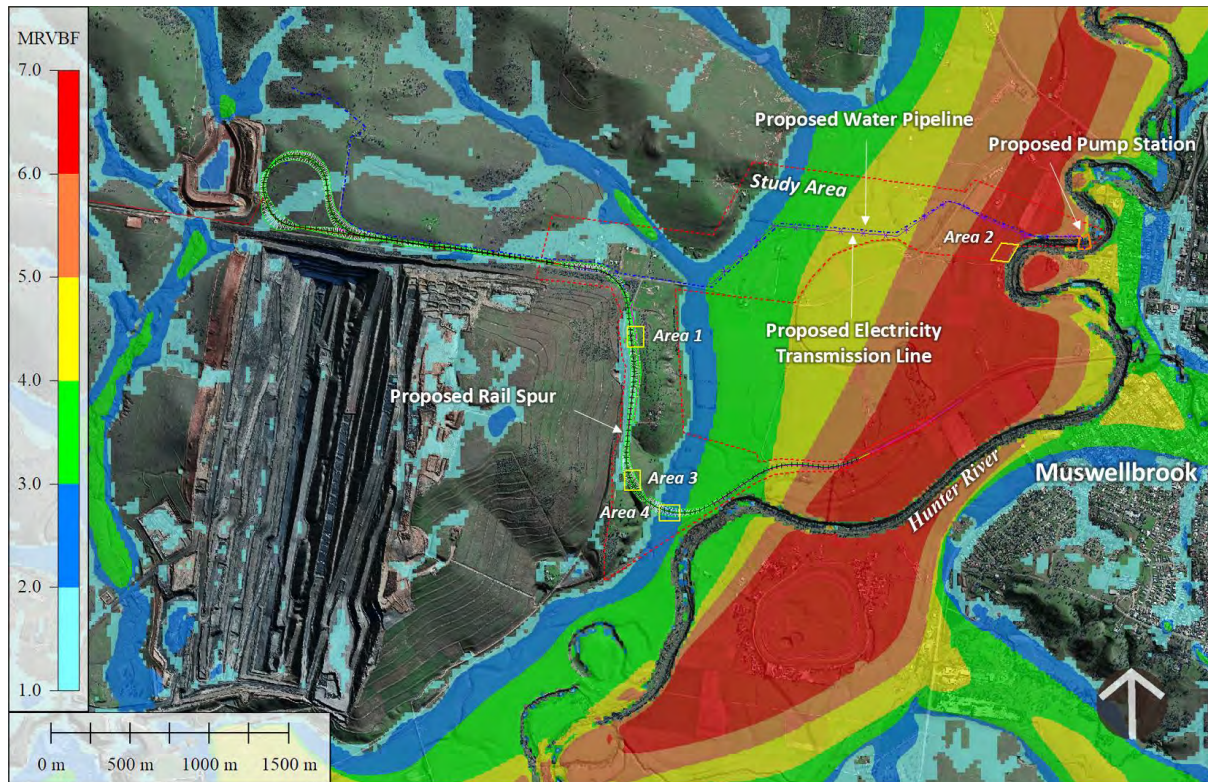 MRVBF
7.0
6.0
5.0
4.0
3.0
2.0
1.0
0 m
500 m
1000 m
1500 m
Proposed Water Pipeline
Proposed Pump Station
Study Area
Area 2
Proposed Electricity
Transmission Line
Area 1
Proposed Rail Spur
Area 3
Area 4
Hunter River
Muswellbrook